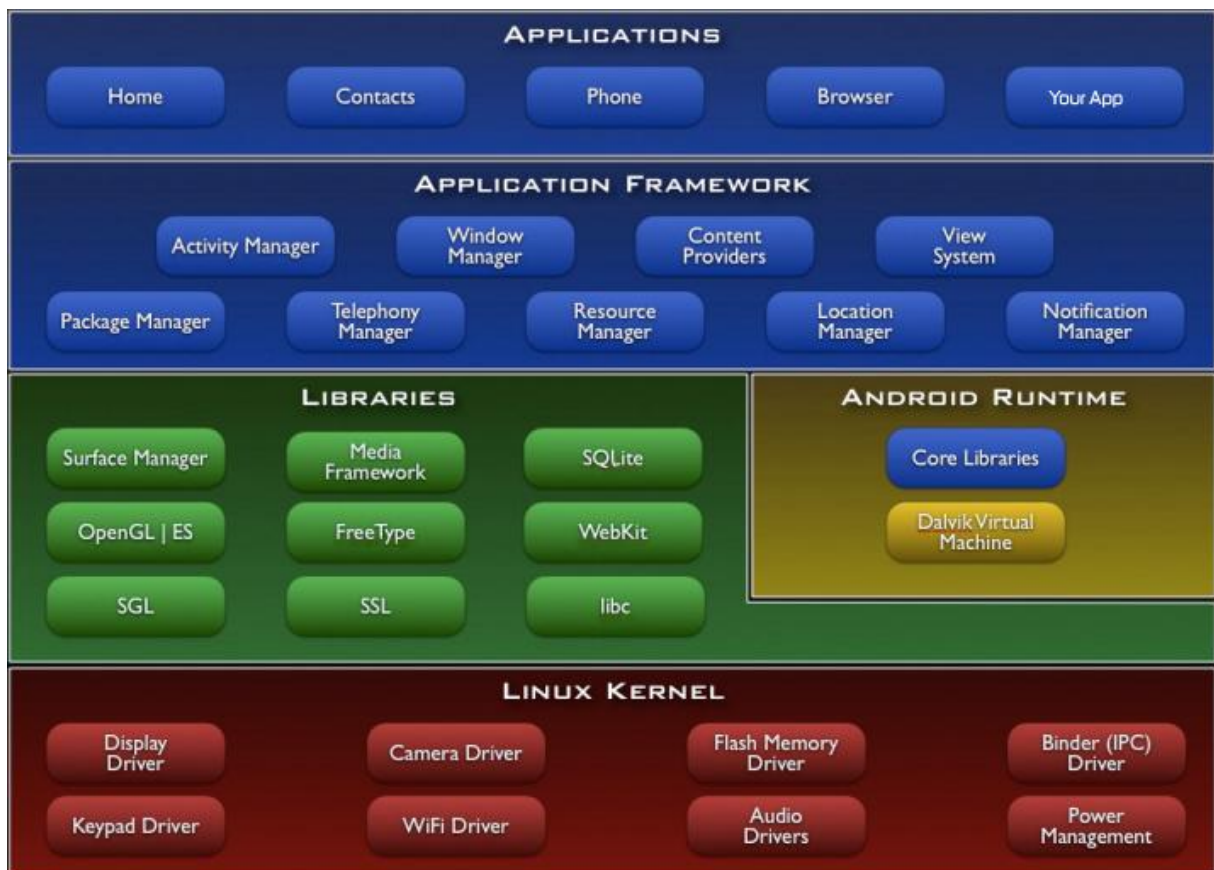 APPLICATIONS
Home
Contacts
Phone
Browser
Your App
APPLICATION FRAMEWORK
Activity Manager
Window
Manager
Content
Providers
View
System
Package Manager
Telephony
Manager
Resource
Manager
Location
Manager
Notification
Manager
LIBRARIES
Surface Manager
Media
Framework
SQLite
OpenGL | ES
FreeType
WebKit
SGL
SSL
libc
ANDROID RUNTIME
Core Libraries
Dalvik Virtual
Machine
LINUX KERNEL
Display
Driver
Camera Driver
Flash Memory
Driver
Binder (IPC)
Driver
Keypad Driver
WiFi Driver
Audio
Drivers
Power
Management